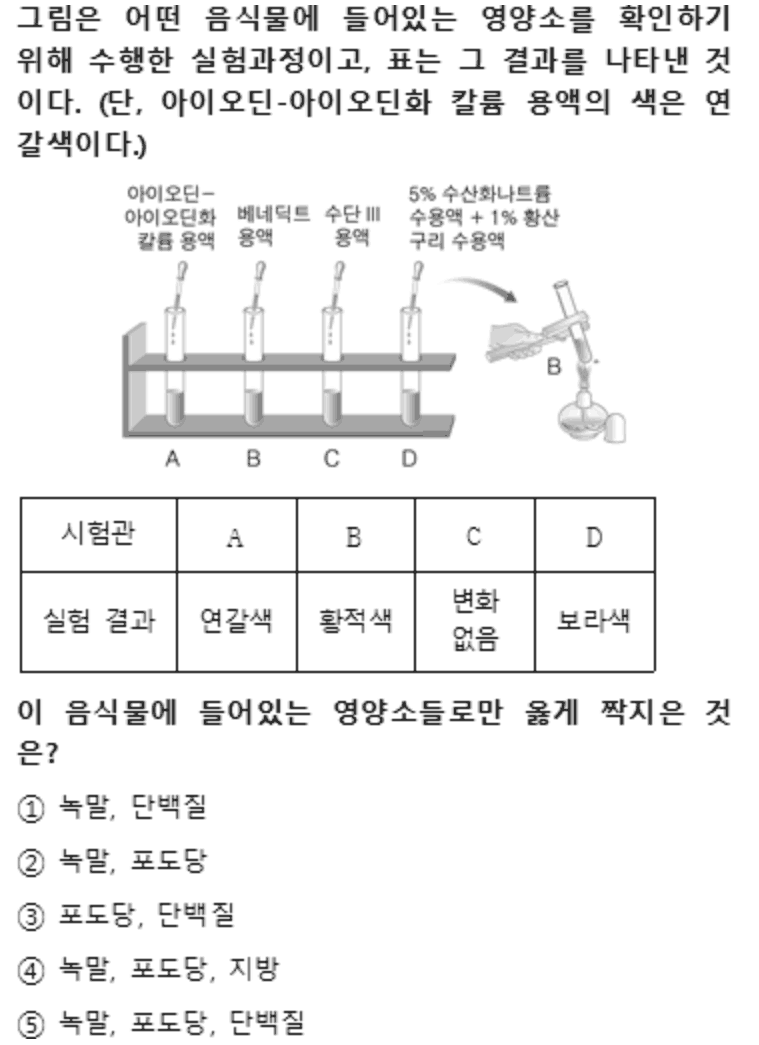 그림은 어떤 음식물에 들어있는 영양소를 확인하기
위해 수행한 실험과정이고, 표는 그 결과를 나타낸 것
이다. (단, 아이오딘-아이오딘화 칼륨 용액의 색은 연
갈색이다.)
아이오딘-
아이오딘화
칼륨 용액
베네딕트
용액
수단 III
용액
5% 수산화나트륨
수용액 + 1% 황산
구리 수용액
B
A B C D
시험관 A B C D
실험 결과 연갈색 황적색 변화 없음 보라색
이 음식물에 들어있는 영양소들로만 옳게 짝지은 것
은?
① 녹말, 단백질
② 녹말, 포도당
③ 포도당, 단백질
④ 녹말, 포도당, 지방
⑤ 녹말, 포도당, 단백질